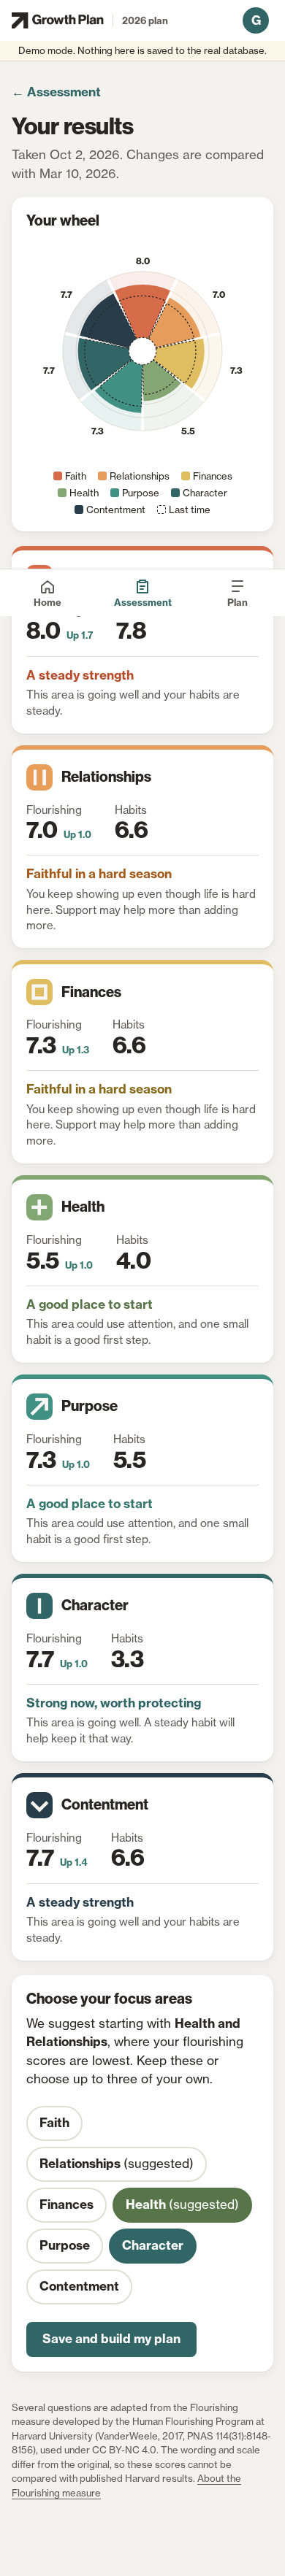 Growth Plan
2026 plan
G
Demo mode. Nothing here is saved to the real database.
← Assessment
Your results
Taken Oct 2, 2026. Changes are compared
with Mar 10, 2026.
Your wheel
8.0
7.7
7.0
7.7
7.3
7.3
5.5
Faith
Relationships
Finances
Health
Purpose
Character
Contentment
Last time
Home
Assessment
Plan
8.0 Up 1.7 7.8
A steady strength
This area is going well and your habits are
steady.
Relationships
Flourishing Habits
7.0 Up 1.0 6.6
Faithful in a hard season
You keep showing up even though life is hard
here. Support may help more than adding
more.
Finances
Flourishing Habits
7.3 Up 1.3 6.6
Faithful in a hard season
You keep showing up even though life is hard
here. Support may help more than adding
more.
Health
Flourishing Habits
5.5 Up 1.0 4.0
A good place to start
This area could use attention, and one small
habit is a good first step.
Purpose
Flourishing Habits
7.3 Up 1.0 5.5
A good place to start
This area could use attention, and one small
habit is a good first step.
Character
Flourishing Habits
7.7 Up 1.0 3.3
Strong now, worth protecting
This area is going well. A steady habit will
help keep it that way.
Contentment
Flourishing Habits
7.7 Up 1.4 6.6
A steady strength
This area is going well and your habits are
steady.
Choose your focus areas
We suggest starting with Health and
Relationships, where your flourishing
scores are lowest. Keep these or
choose up to three of your own.
Faith
Relationships (suggested)
Finances
Health (suggested)
Purpose
Character
Contentment
Save and build my plan
Several questions are adapted from the Flourishing
measure developed by the Human Flourishing Program at
Harvard University (VanderWeele, 2017, PNAS 114(31):8148-
8156), used under CC BY-NC 4.0. The wording and scale
differ from the original, so these scores cannot be
compared with published Harvard results. About the
Flourishing measure